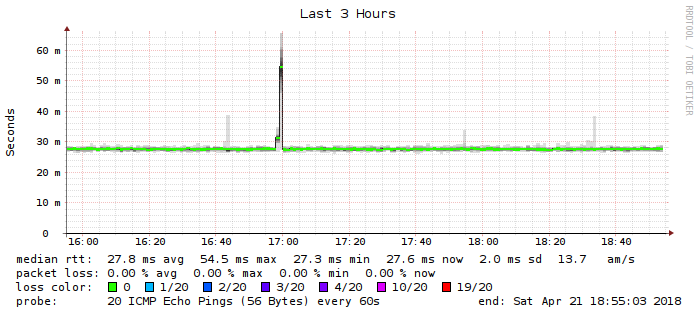 Last 3 Hours
RRDTOOL / TOBI OETIKER
Seconds
60 m
50 m
40 m
30 m
20 m
10 m
0
16:00 16:20 16:40 17:00 17:20 17:40 18:00 18:20 18:40
median rtt: 27.8 ms avg 54.5 ms max 27.3 ms min 27.6 ms now 2.0 ms sd 13.7 am/s
packet loss: 0.00 % avg 0.00 % max 0.00 % min 0.00 % now
loss color: 0 1/20 2/20 3/20 4/20 10/20 19/20
probe: 20 ICMP Echo Pings (56 Bytes) every 60s end: Sat Apr 21 18:55:03 2018